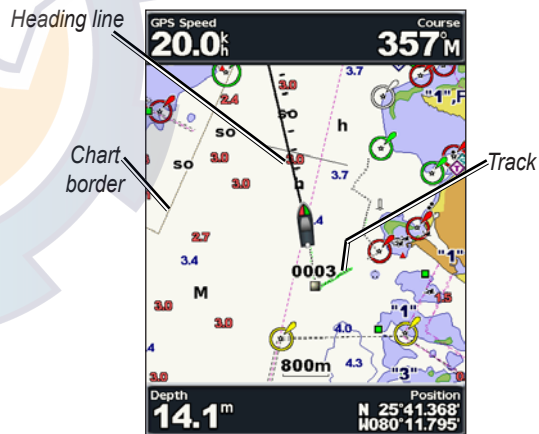 Heading line
GPS Speed
Course
20.0kh
357°M
3.7
"1",F
2.4
3.0
so
h
so
3.0
3.0
Chart border
3.0
3.7
Track
h
.4
2.7
3.4
0003
"1"
M
3.0
1.5
"1"
3.0
4.0
.4
800m
4.3
"3"
3.0
Depth
Position
14.1m
N 25°41.368'
W080°11.795'